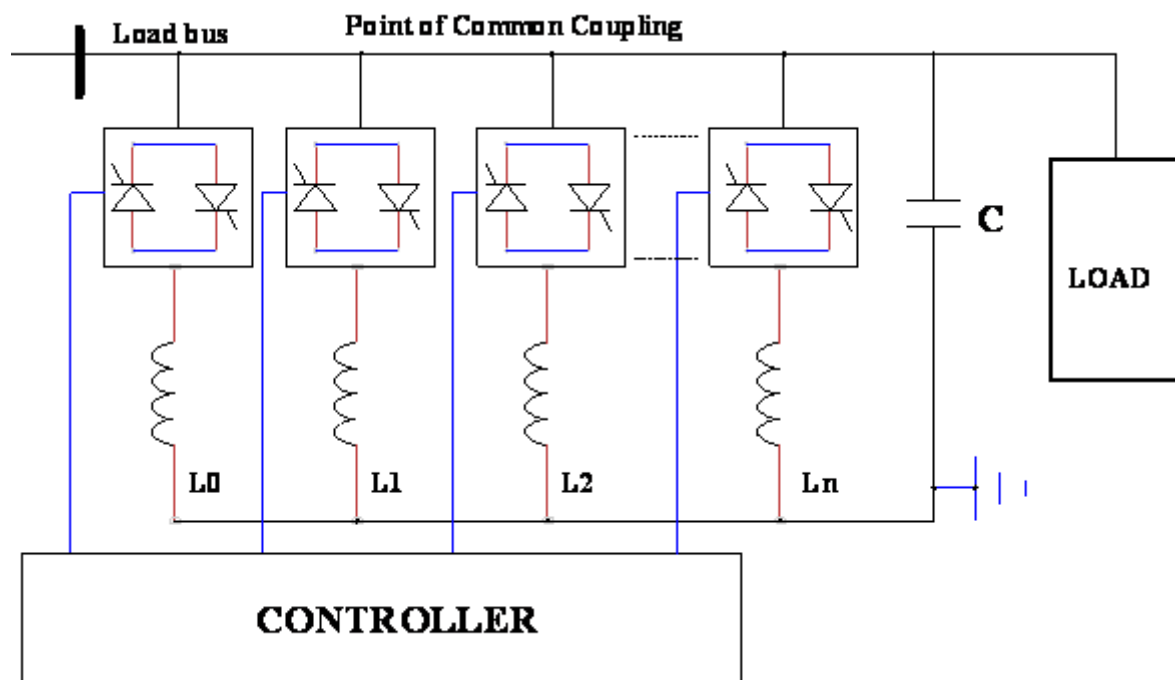 Load bus
Point of Common Coupling
C
LOAD
L0
L1
L2
Ln
CONTROLLER